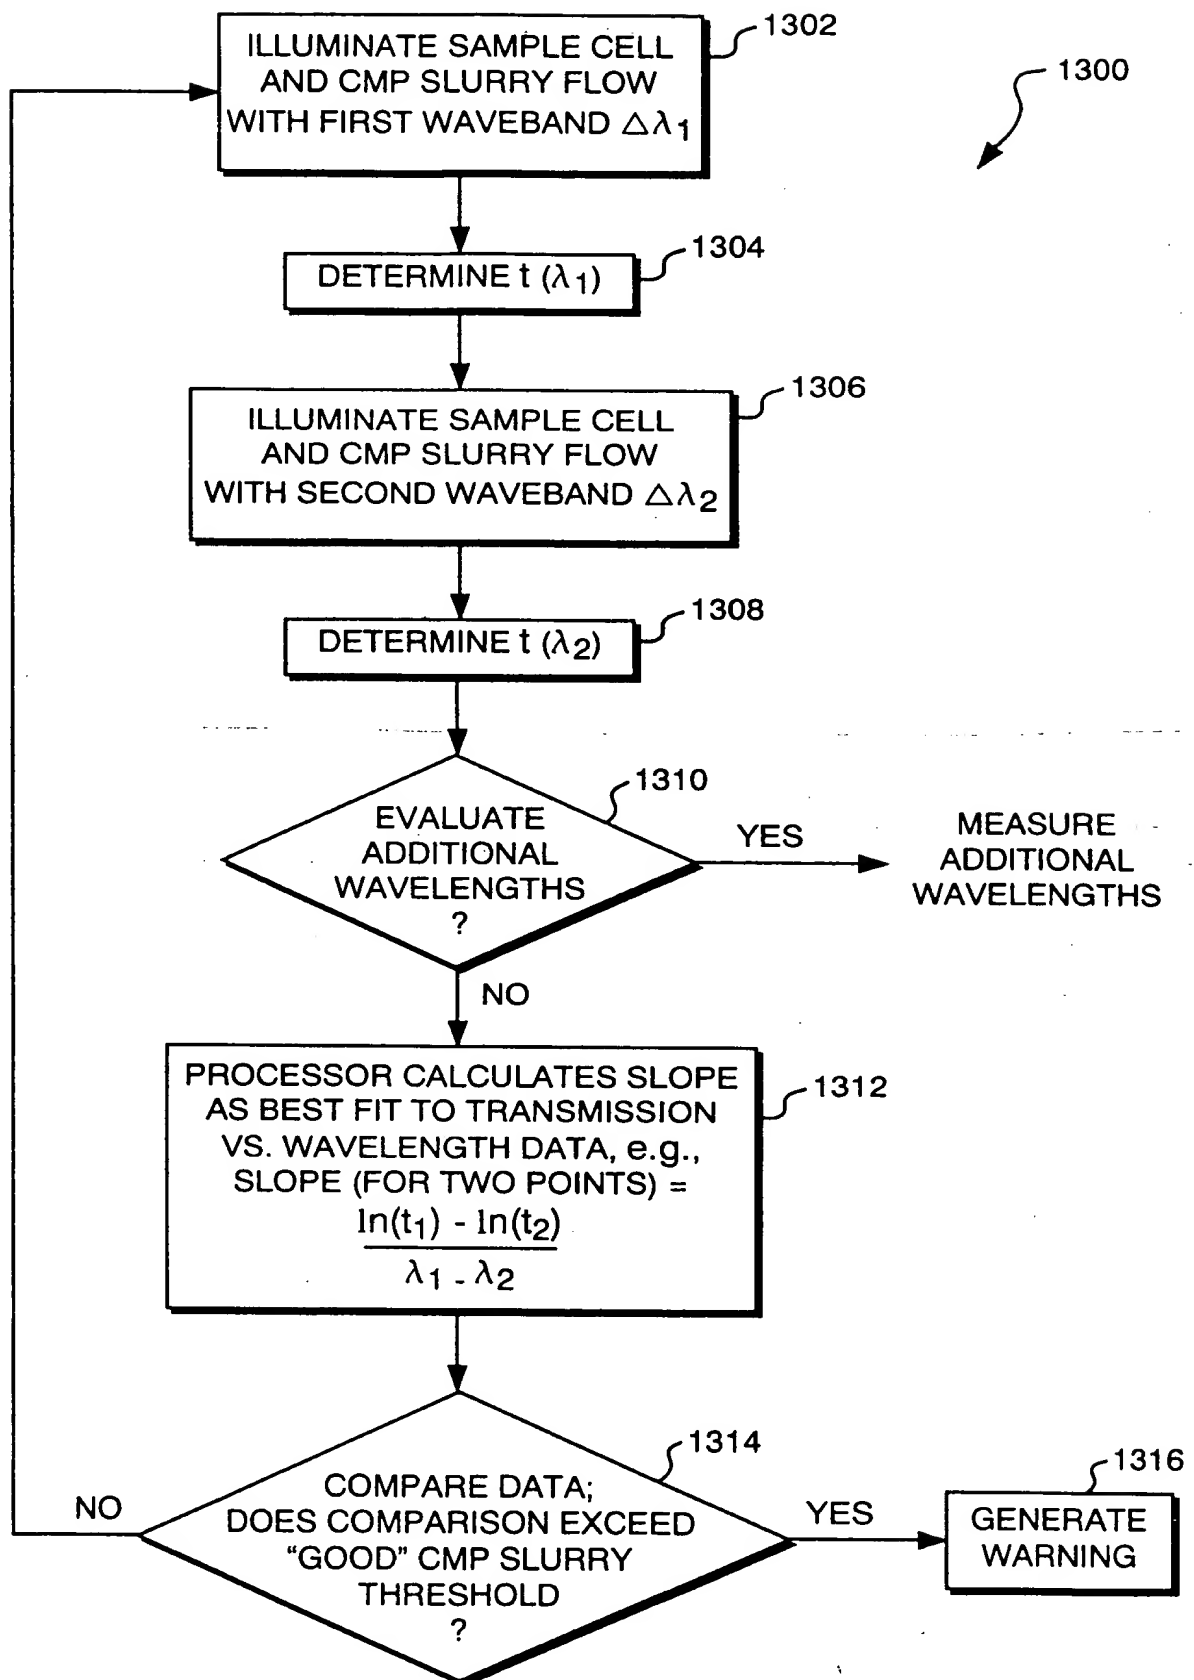 1302
ILLUMINATE SAMPLE CELL
AND CMP SLURRY FLOW
WITH FIRST WAVEBAND △λ1
1300
1304
DETERMINE t (λ1)
1306
ILLUMINATE SAMPLE CELL
AND CMP SLURRY FLOW
WITH SECOND WAVEBAND △λ2
1308
DETERMINE t (λ2)
1310
EVALUATE
ADDITIONAL
WAVELENGTHS
?
YES
MEASURE
ADDITIONAL
WAVELENGTHS
NO
1312
PROCESSOR CALCULATES SLOPE
AS BEST FIT TO TRANSMISSION
VS. WAVELENGTH DATA, e.g.,
SLOPE (FOR TWO POINTS) =
ln(t1) - ln(t2)
λ1 - λ2
1314
COMPARE DATA;
DOES COMPARISON EXCEED
“GOOD” CMP SLURRY
THRESHOLD
?
NO
YES
1316
GENERATE
WARNING